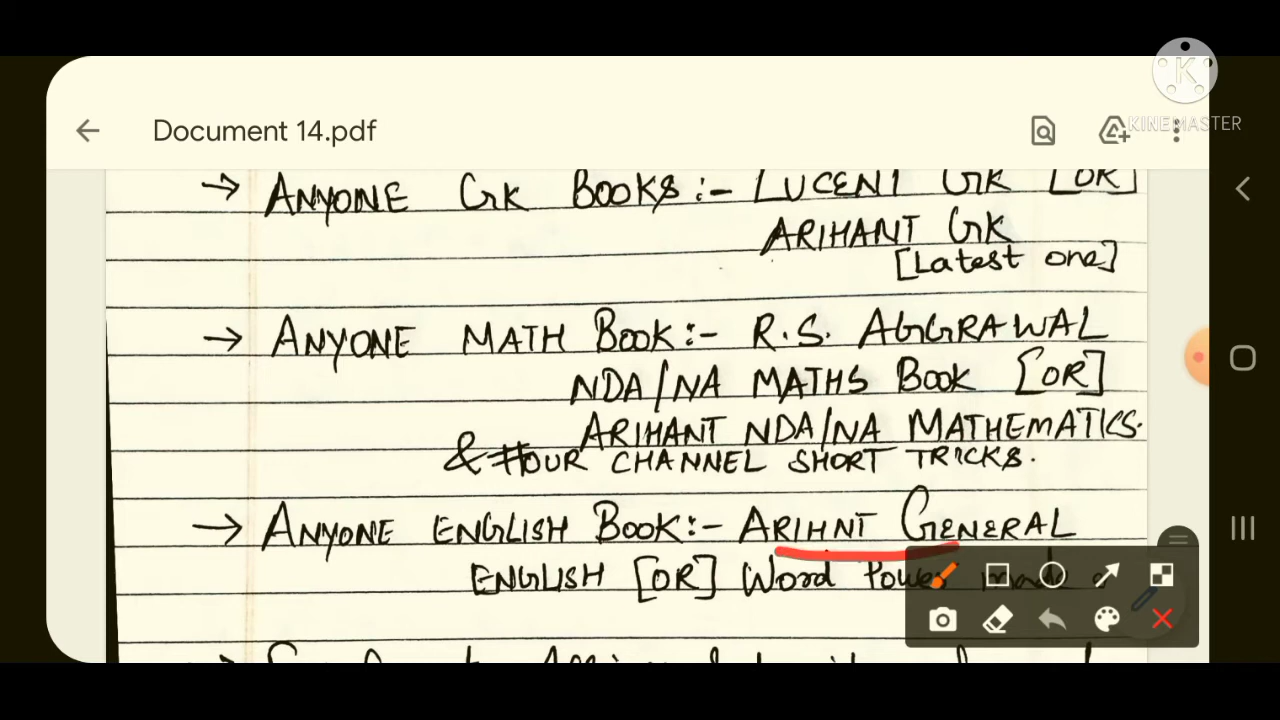 KINEMASTER
Document 14.pdf
→ ANYONE GK BOOKS :- LUCENT GK [OR]
ARIHANT GK
[Latest one]
→ ANYONE MATH BOOK :- R.S. AGGRAWAL
NDA/NA MATHS BOOK [OR]
ARIHANT NDA/NA MATHEMATICS.
& #OUR CHANNEL SHORT TRICKS.
→ ANYONE ENGLISH BOOK :- ARIHNT GENERAL
ENGLISH [OR] Word Power